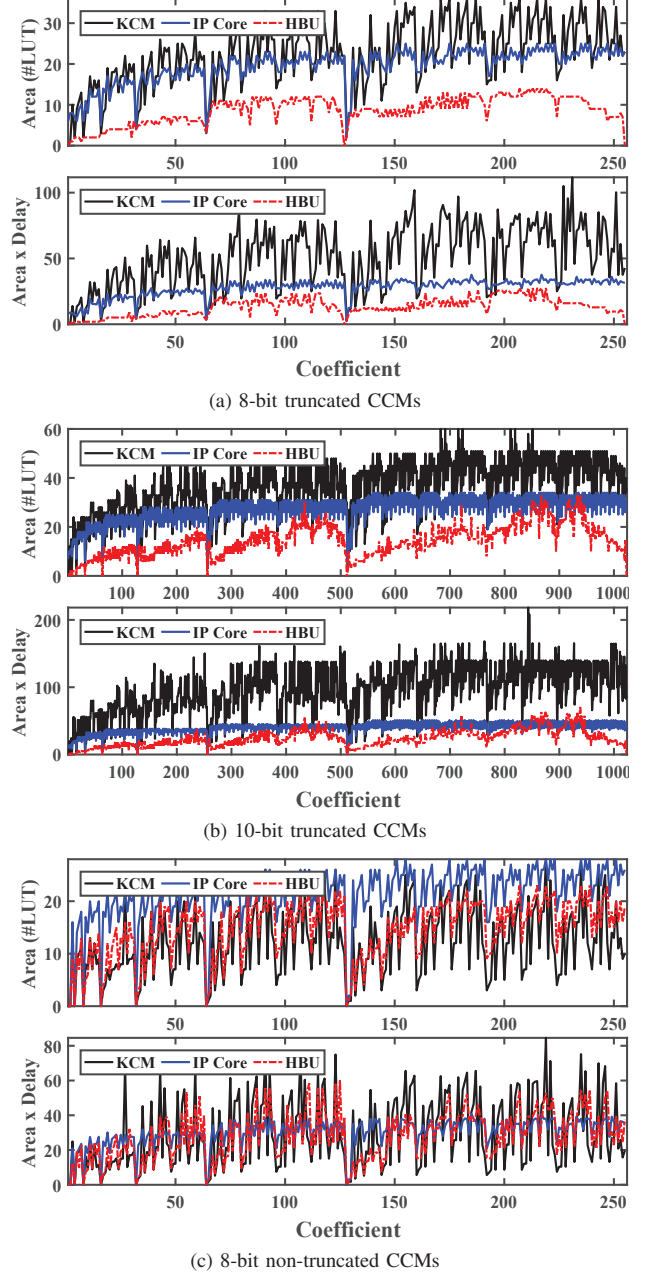 Area (#LUT)
30
20
10
0
KCM IP Core HBU
50 100 150 200 250
Area x Delay
100
50
0
KCM IP Core HBU
50 100 150 200 250
Coefficient
(a) 8-bit truncated CCMs
Area (#LUT)
60
40
20
0
KCM IP Core HBU
100 200 300 400 500 600 700 800 900 1000
Area x Delay
200
100
0
KCM IP Core HBU
100 200 300 400 500 600 700 800 900 1000
Coefficient
(b) 10-bit truncated CCMs
Area (#LUT)
20
10
0
KCM IP Core HBU
50 100 150 200 250
Area x Delay
80
60
40
20
0
KCM IP Core HBU
50 100 150 200 250
Coefficient
(c) 8-bit non-truncated CCMs